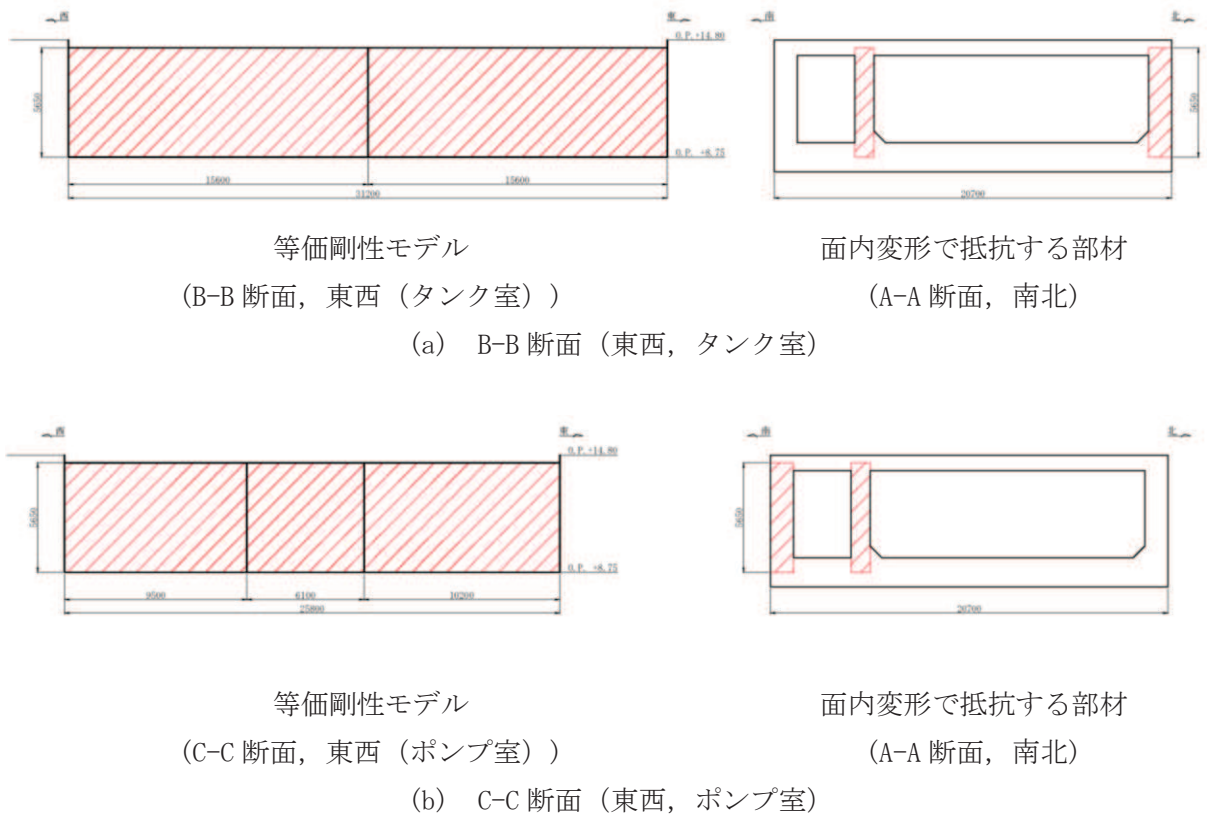 西 東
O.P.+14.80
5650
O.P. +8.75
15600 15600
31200
南 北
5650
20700
等価剛性モデル
(B-B 断面, 東西（タンク室）)
面内変形で抵抗する部材
(A-A 断面, 南北)
(a) B-B 断面（東西, タンク室）
西 東
O.P.+14.80
5650
O.P. +8.75
9500 6100 10200
25800
南 北
5650
20700
等価剛性モデル
(C-C 断面, 東西（ポンプ室）)
面内変形で抵抗する部材
(A-A 断面, 南北)
(b) C-C 断面（東西, ポンプ室）